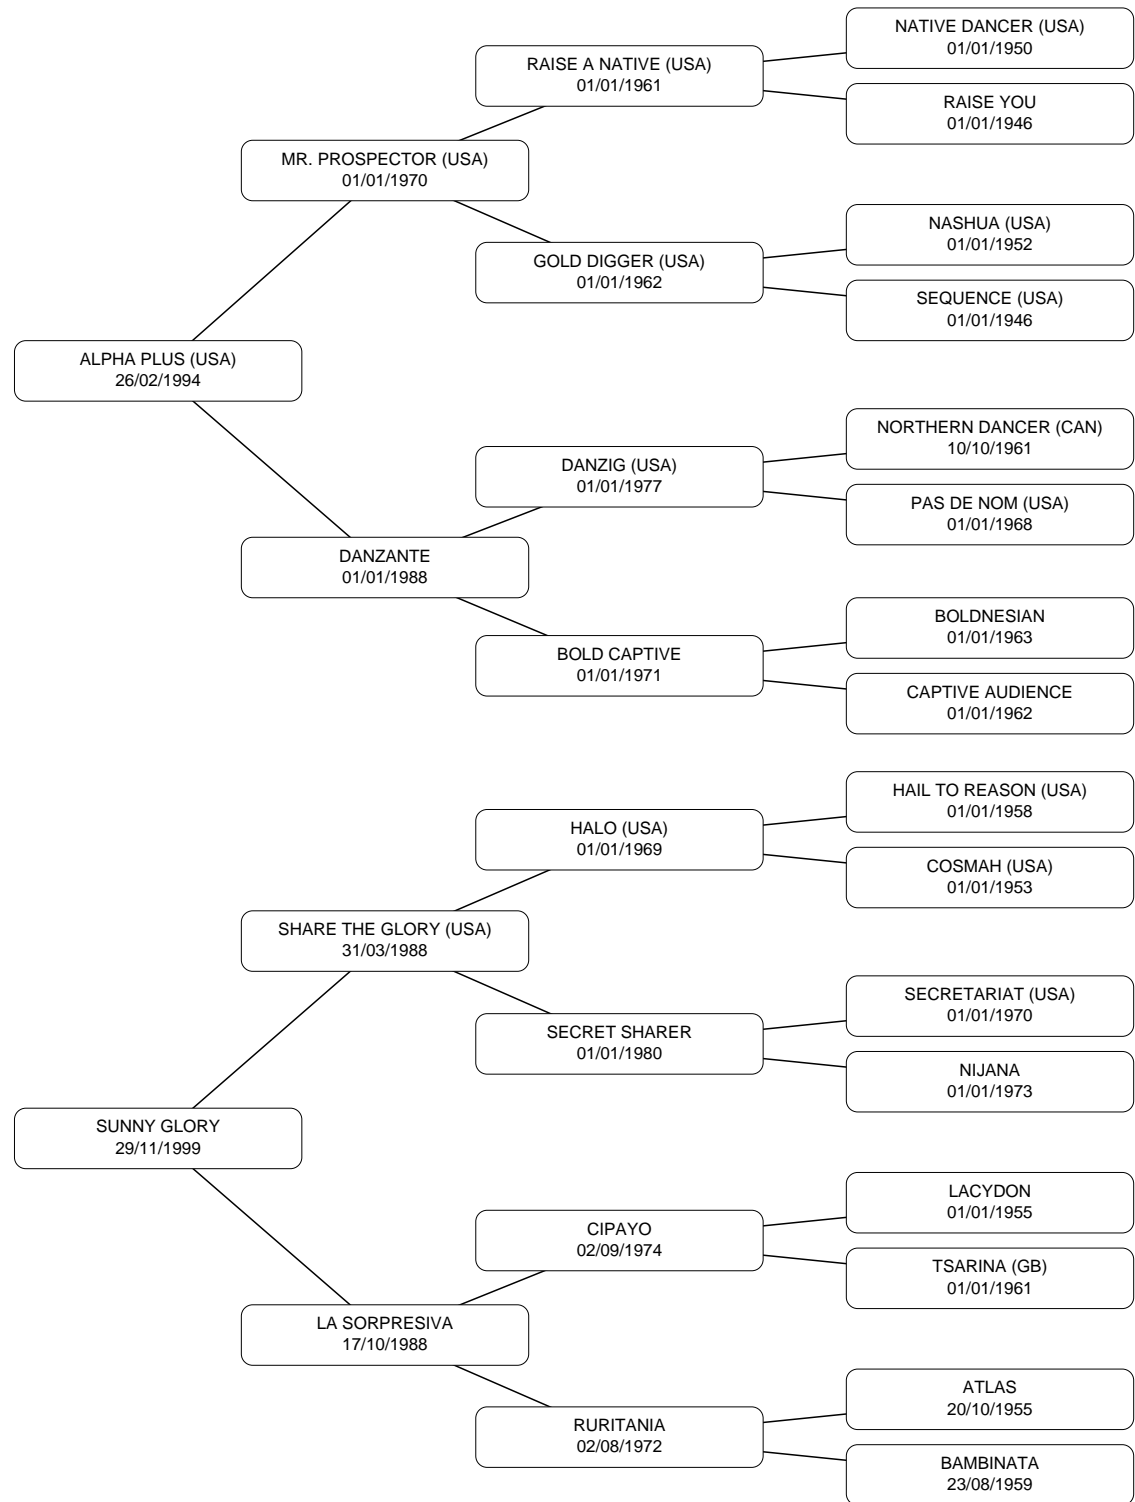 NATIVE DANCER (USA)
01/01/1950
RAISE A NATIVE (USA)
01/01/1961
RAISE YOU
01/01/1946
MR. PROSPECTOR (USA)
01/01/1970
NASHUA (USA)
01/01/1952
GOLD DIGGER (USA)
01/01/1962
SEQUENCE (USA)
01/01/1946
ALPHA PLUS (USA)
26/02/1994
NORTHERN DANCER (CAN)
10/10/1961
DANZIG (USA)
01/01/1977
PAS DE NOM (USA)
01/01/1968
DANZANTE
01/01/1988
BOLDNESIAN
01/01/1963
BOLD CAPTIVE
01/01/1971
CAPTIVE AUDIENCE
01/01/1962
HAIL TO REASON (USA)
01/01/1958
HALO (USA)
01/01/1969
COSMAH (USA)
01/01/1953
SHARE THE GLORY (USA)
31/03/1988
SECRETARIAT (USA)
01/01/1970
SECRET SHARER
01/01/1980
NIJANA
01/01/1973
SUNNY GLORY
29/11/1999
LACYDON
01/01/1955
CIPAYO
02/09/1974
TSARINA (GB)
01/01/1961
LA SORPRESIVA
17/10/1988
ATLAS
20/10/1955
RURITANIA
02/08/1972
BAMBINATA
23/08/1959